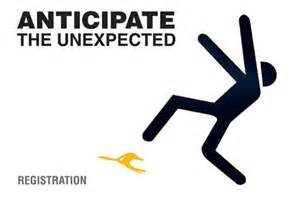 ANTICIPATE
THE UNEXPECTED
REGISTRATION